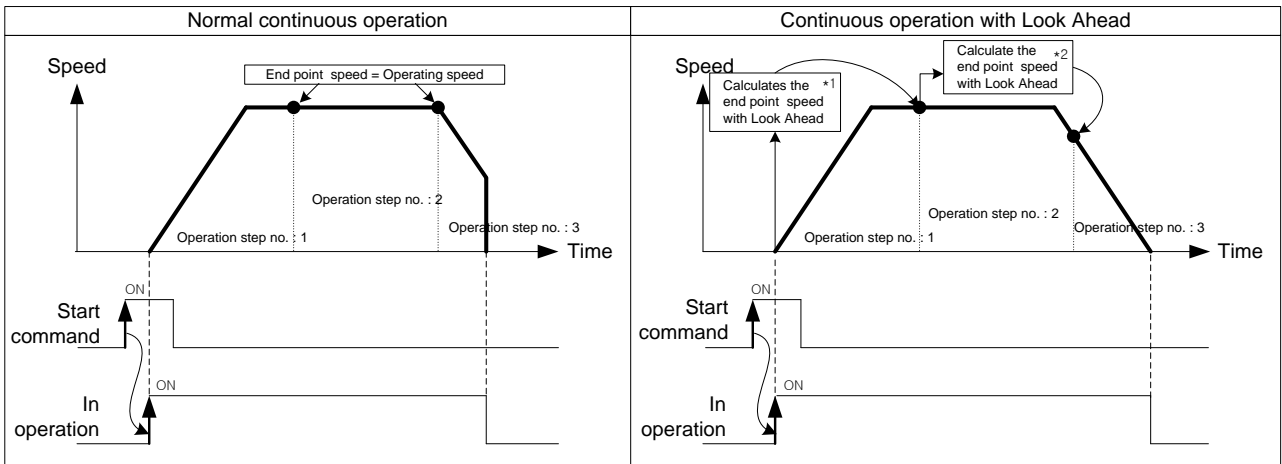 Normal continuous operation
Speed
End point speed = Operating speed
Operation step no. : 2
Operation step no. : 1
Operation step no. : 3
Time
ON
Start
command
ON
In
operation
Continuous operation with Look Ahead
Speed
Calculates the *1
end point speed
with Look Ahead
Calculate the *2
end point speed
with Look Ahead
Operation step no. : 2
Operation step no. : 1
Operation step no. : 3
Time
ON
Start
command
ON
In
operation